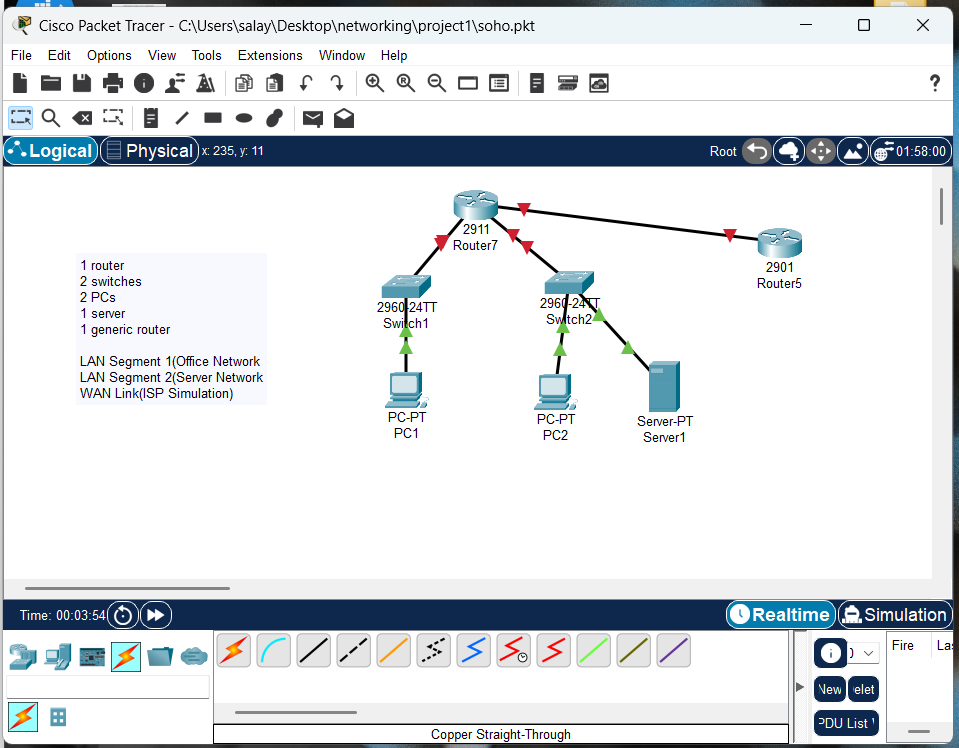 Cisco Packet Tracer - C:\Users\salay\Desktop\networking\project1\soho.pkt
File Edit Options View Tools Extensions Window Help
?
Logical Physical x: 235, y: 11 Root 01:58:00
2911
Router7
2901
Router5
1 router
2 switches
2 PCs
1 server
1 generic router
LAN Segment 1(Office Network
LAN Segment 2(Server Network
WAN Link(ISP Simulation)
2960-24TT
Switch1
2960-24TT
Switch2
PC-PT
PC1
PC-PT
PC2
Server-PT
Server1
Time: 00:03:54 Realtime Simulation
0 Fire Las
New elet
PDU List
Copper Straight-Through